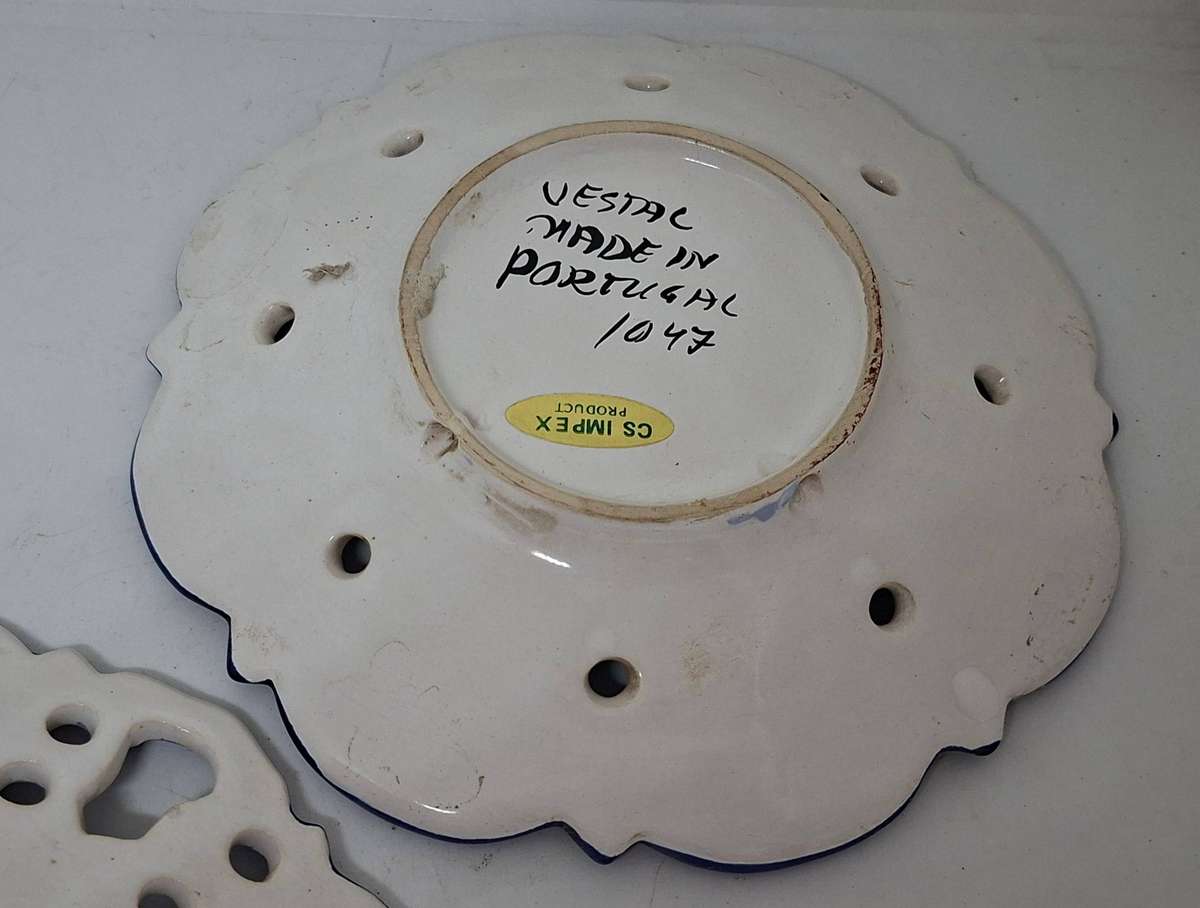 VESTAL
MADE IN
PORTUGAL
1047
CS IMPEX
PRODUCT